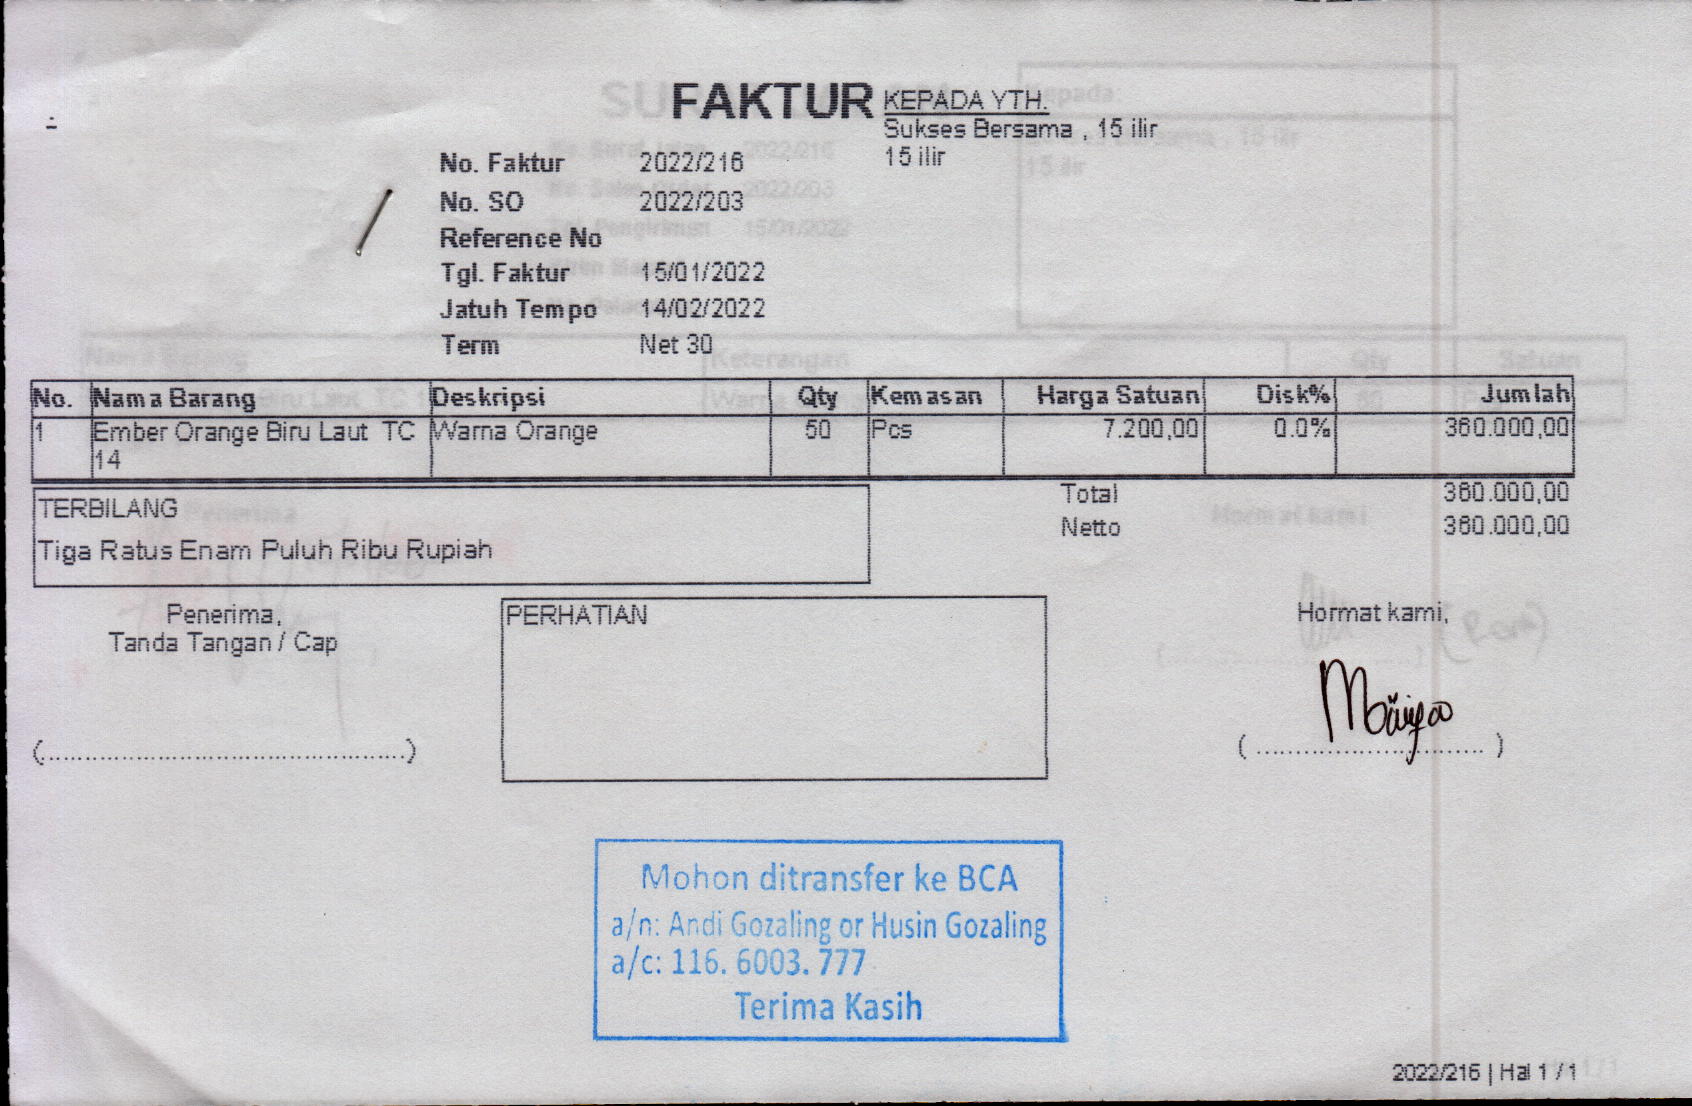 FAKTUR
KEPADA YTH.
Sukses Bersama , 15 ilir
15 ilir
No. Faktur 2022/216
No. SO 2022/203
Reference No
Tgl. Faktur 15/01/2022
Jatuh Tempo 14/02/2022
Term Net 30
No. Nama Barang Deskripsi Qty Kemasan Harga Satuan Disk% Jumlah
1 Ember Orange Biru Laut TC Warna Orange 50 Pcs 7.200,00 0.0% 360.000,00
14
Total 360.000,00
Netto 360.000,00
TERBILANG
Tiga Ratus Enam Puluh Ribu Rupiah
Penerima,
Tanda Tangan / Cap
PERHATIAN
Hormat kami,
Mohon ditransfer ke BCA
a/n: Andi Gozaling or Husin Gozaling
a/c: 116. 6003. 777
Terima Kasih
2022/216 | Hal 1 / 1